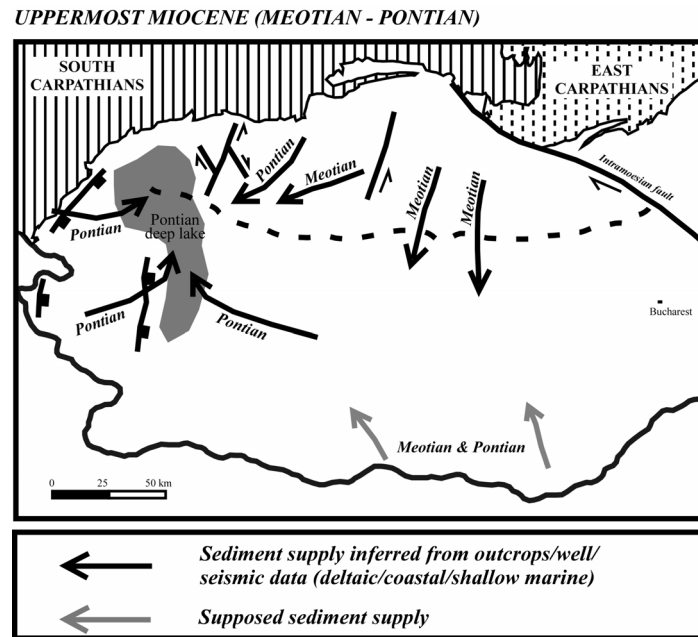 UPPERMOST MIOCENE (MEOTIAN - PONTIAN)
SOUTH
CARPATHIANS
EAST
CARPATHIANS
Intramoesian fault
Pontian
Meotian
Meotian
Meotian
Pontian
Pontian
deep lake
Pontian
Pontian
Bucharest
Meotian & Pontian
0 25 50 km
Sediment supply inferred from outcrops/well/
seismic data (deltaic/coastal/shallow marine)
Supposed sediment supply